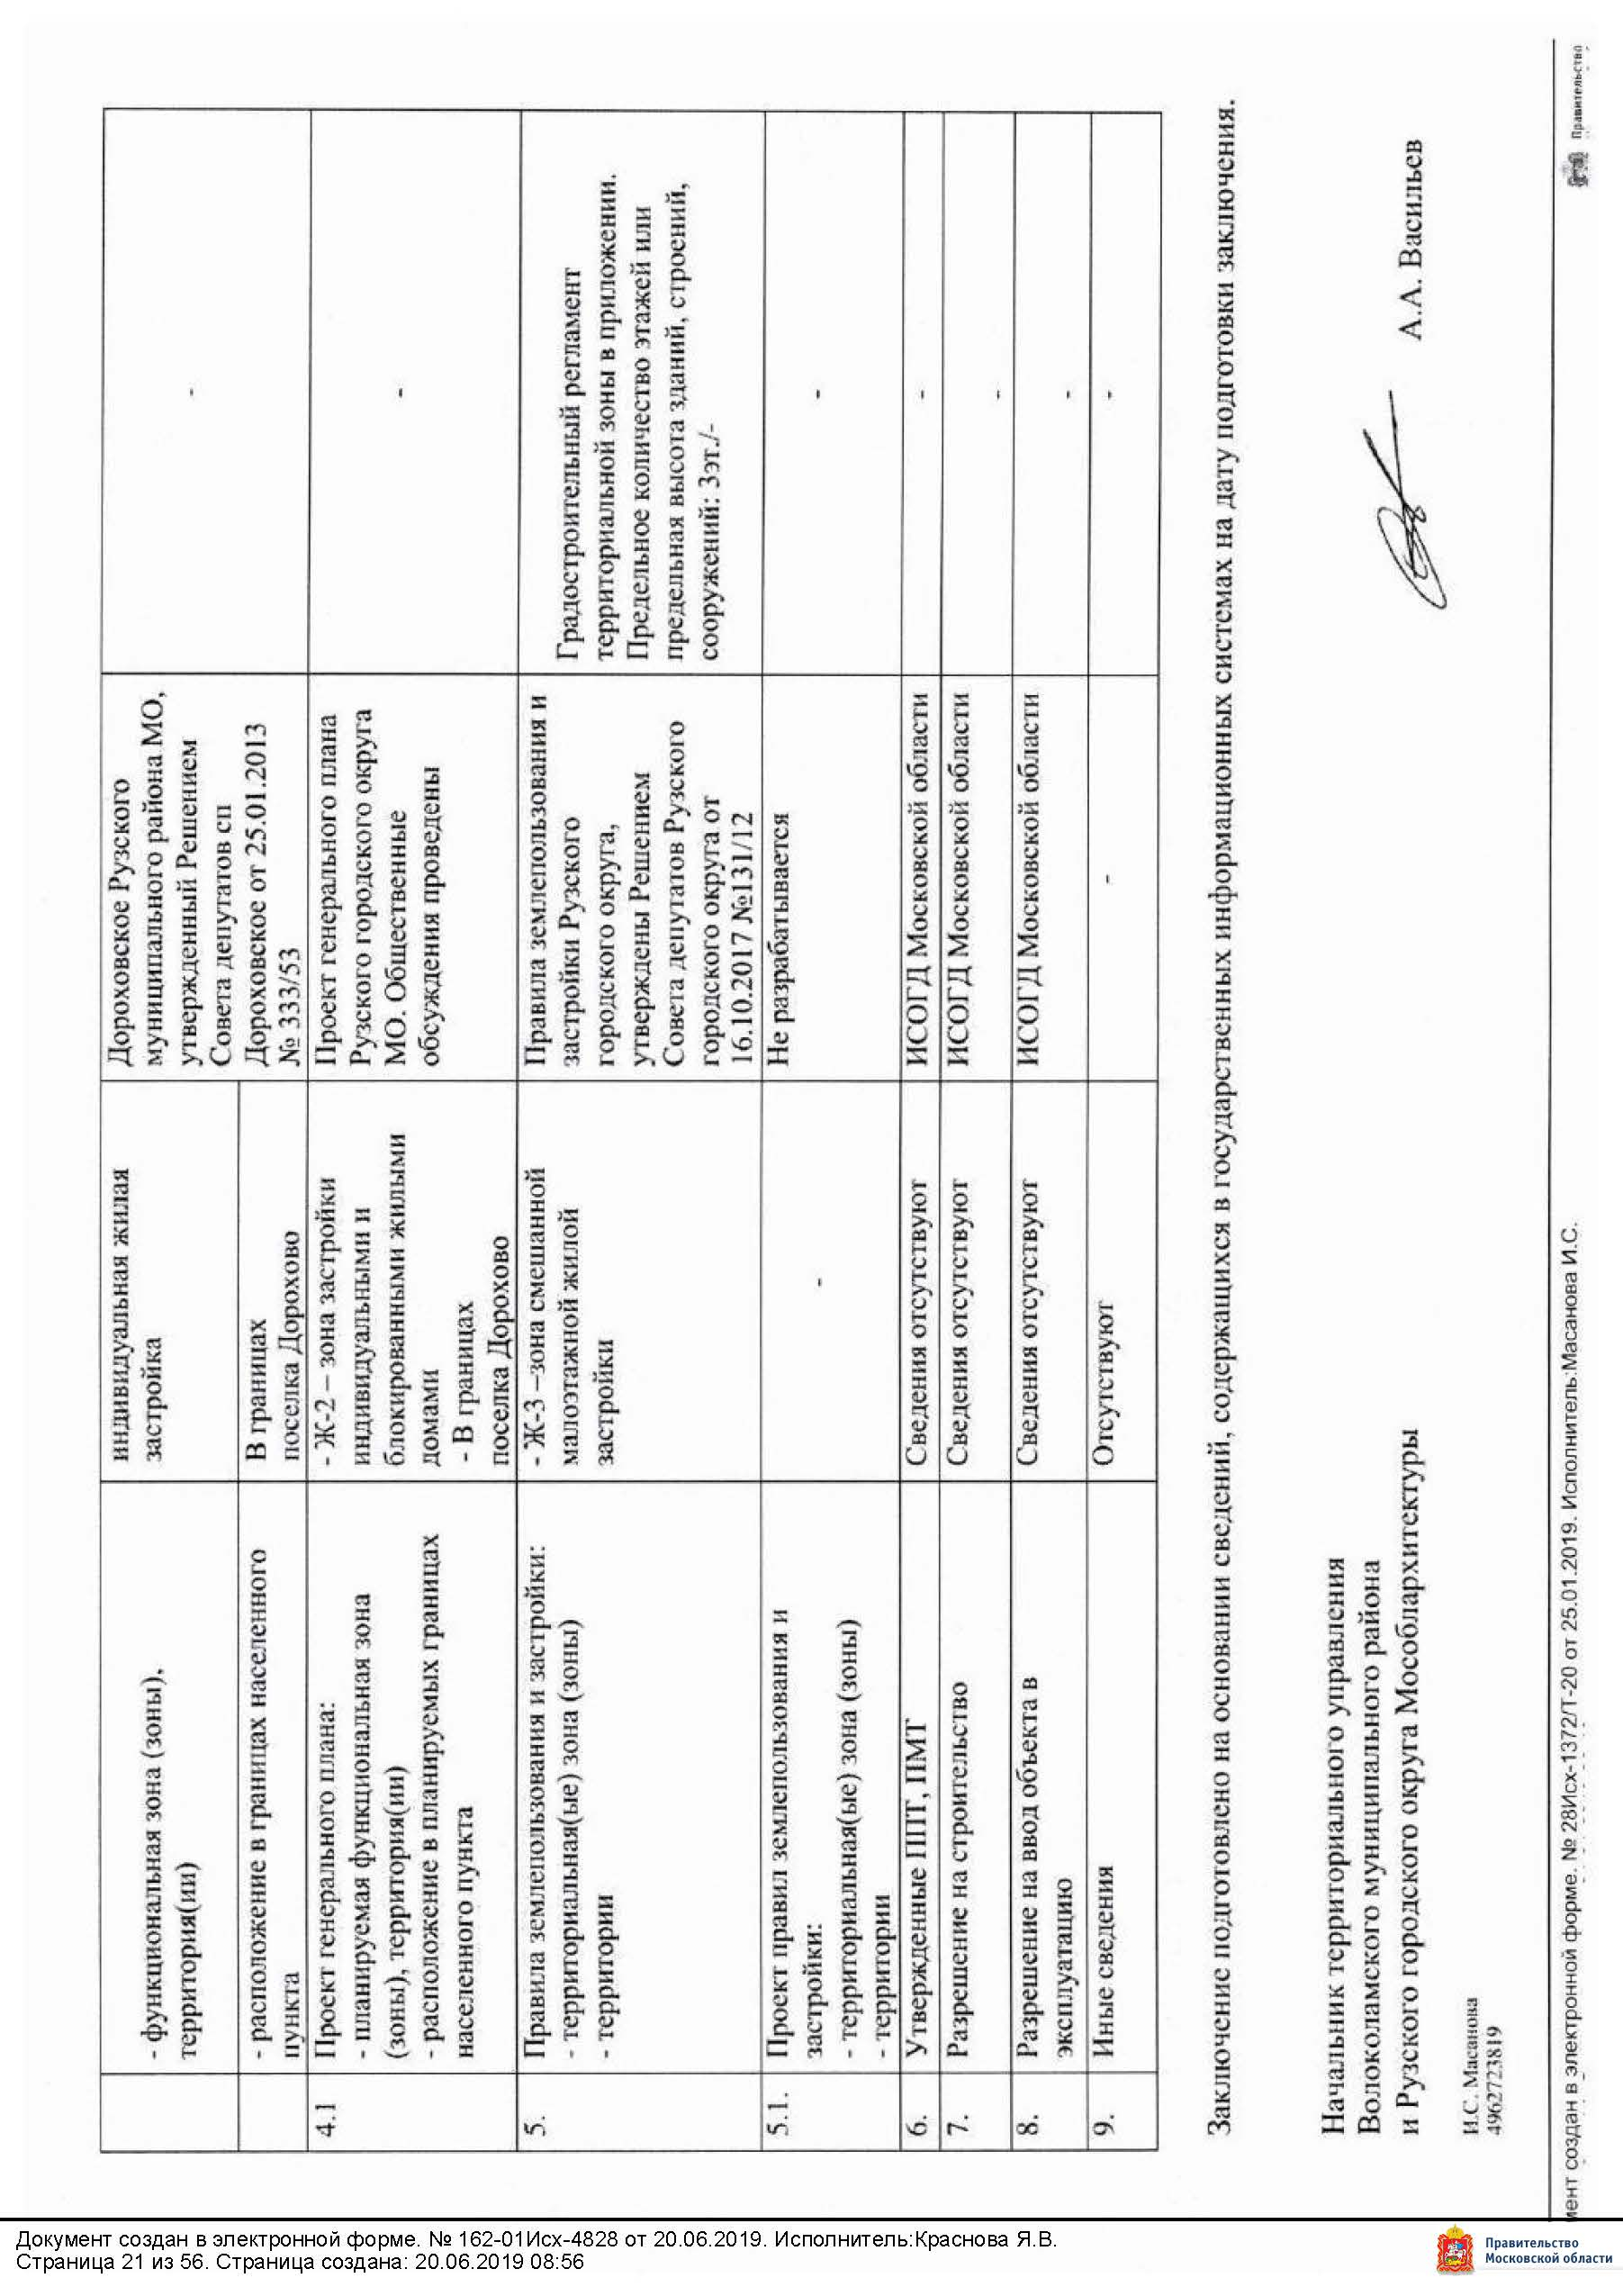 - функциональная зона (зоны),
территория(ии)
индивидуальная жилая
застройка
Дороховское Рузского
муниципального района МО,
утвержденный Решением
Совета депутатов сп
Дороховское от 25.01.2013
№ 333/53
-
- расположение в границах населенного
пункта
В границах
поселка Дорохово
4.1
Проект генерального плана:
- планируемая функциональная зона
(зоны), территория(ии)
- расположение в планируемых границах
населенного пункта
- Ж-2 – зона застройки
индивидуальными и
блокированными жилыми
домами
- В границах
поселка Дорохово
Проект генерального плана
Рузского городского округа
МО. Общественные
обсуждения проведены
-
5.
Правила землепользования и застройки:
- территориальная(ые) зона (зоны)
- территории
- Ж-3 –зона смешанной
малоэтажной жилой
застройки
Правила землепользования и
застройки Рузского
городского округа,
утверждены Решением
Совета депутатов Рузского
городского округа от
16.10.2017 №131/12
Градостроительный регламент
территориальной зоны в приложении.
Предельное количество этажей или
предельная высота зданий, строений,
сооружений: 3эт./-
5.1.
Проект правил землепользования и
застройки:
- территориальная(ые) зона (зоны)
- территории
-
Не разрабатывается
-
6.
Утвержденные ППТ, ПМТ
Сведения отсутствуют
ИСОГД Московской области
-
7.
Разрешение на строительство
Сведения отсутствуют
ИСОГД Московской области
-
8.
Разрешение на ввод объекта в
эксплуатацию
Сведения отсутствуют
ИСОГД Московской области
-
9.
Иные сведения
Отсутствуют
-
-
Заключение подготовлено на основании сведений, содержащихся в государственных информационных системах на дату подготовки заключения.
Начальник территориального управления
Волоколамского муниципального района
и Рузского городского округа Мособлархитектуры
А.А. Васильев
И.С. Масанова
4962723819
мент создан в электронной форме. № 28Исх-1372/Т-20 от 25.01.2019. Исполнитель:Масанова И.С.
Правительство
Документ создан в электронной форме. № 162-01Исх-4828 от 20.06.2019. Исполнитель:Краснова Я.В.
Страница 21 из 56. Страница создана: 20.06.2019 08:56
Правительство
Московской области